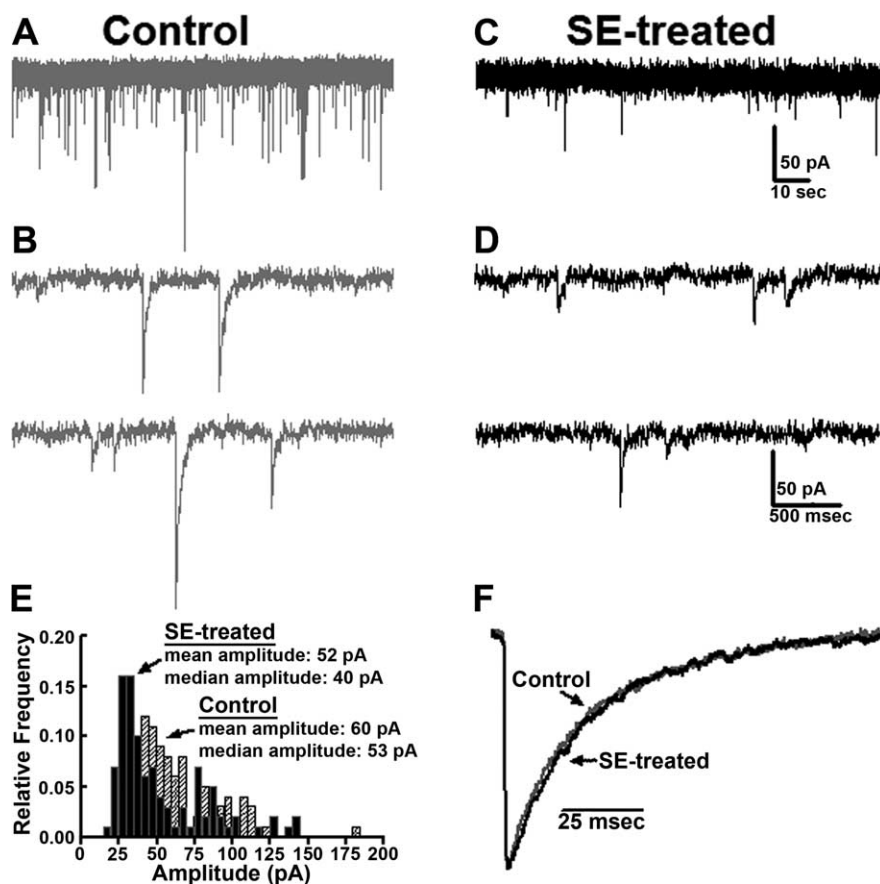 A Control
C SE-treated
50 pA
10 sec
B
D
50 pA
500 msec
E
Relative Frequency
0.20
0.15
0.10
0.05
0.00
SE-treated
mean amplitude: 52 pA
median amplitude: 40 pA
Control
mean amplitude: 60 pA
median amplitude: 53 pA
0 25 50 75 100 125 150 175 200
Amplitude (pA)
F
Control
SE-treated
25 msec